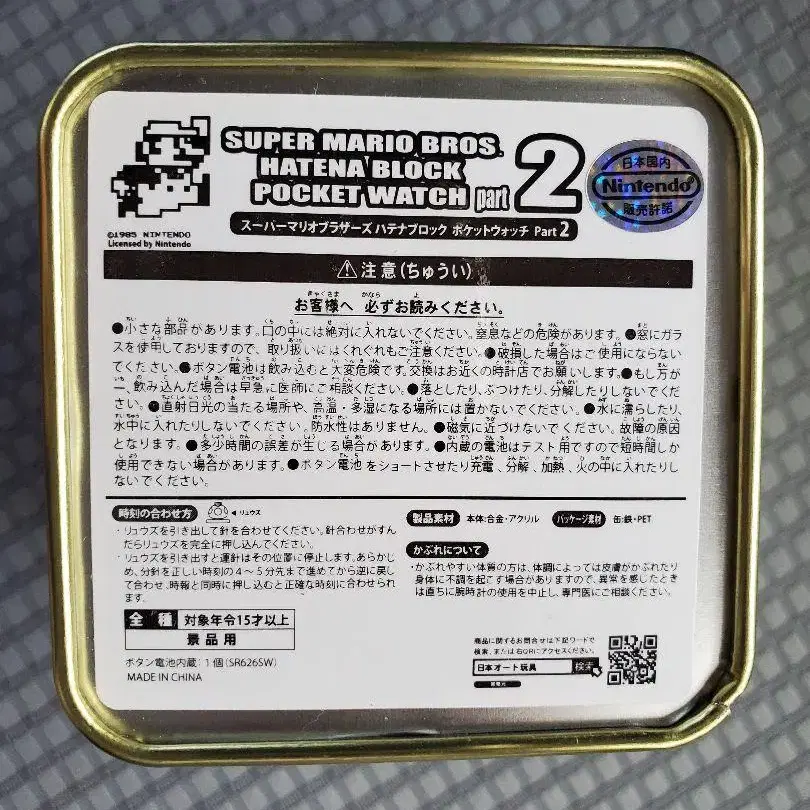 SUPER MARIO BROS.
HATENA BLOCK
POCKET WATCH part 2
スーパーマリオブラザーズ ハテナブロック ポケットウォッチ Part 2
日本国内
Nintendo
販売許諾
©1985 NINTENDO
Licensed by Nintendo
⚠注意(ちゅうい)
お客様へ 必ずお読みください。
●小さな部品があります。口の中には絶対に入れないでください。窒息などの危険があります。●窓にガラ
スを使用しておりますので、取り扱いにはくれぐれもご注意ください。●破損した場合はご使用にならない
でください。●ボタン電池は飲み込むと大変危険です。交換はお近くの時計店でお願いします。●もし万が
一、飲み込んだ場合は早急に医師にご相談ください。●落としたり、ぶつけたり、分解したりしないでくだ
さい。●直射日光の当たる場所や、高温・多湿になる場所には置かないでください。●水に濡らしたり、
水中に入れたりしないでください。防水性はありません。●磁気に近づけないでください。故障の原因
となります。●多少時間の誤差が生じる場合があります。●内蔵の電池はテスト用ですので短時間しか
使用できない場合があります。●ボタン電池をショートさせたり充電、分解、加熱、火の中に入れたりし
ないでください。
時刻の合わせ方
◀リュウズ
・リュウズを引き出して針を合わせてください。針合わせがすん
だらリュウズを完全に押し込んでください。
・リュウズを引き出すと運針はその位置に停止します。あらかじ
め、分針を正しい時刻の4～5分先まで進めてから逆に戻し
て合わせ、時報と同時に押し込むと正確な時刻に合わせられ
ます。
製品素材 本体:合金・アクリル パッケージ素材 缶:鉄・PET
かぶれについて
・かぶれやすい体質の方は、体調によっては皮膚がかぶれたり
身体に不調を起こす場合がありますので、異常を感じたとき
は直ちに腕時計の使用を中止し、専門医にご相談ください。
全 種 対象年令15才以上
景品用
ボタン電池内蔵:1個(SR626SW)
MADE IN CHINA
商品に関するお問合せは下記ワードで
検索、または右QRにアクセスください。
日本オート玩具 検索